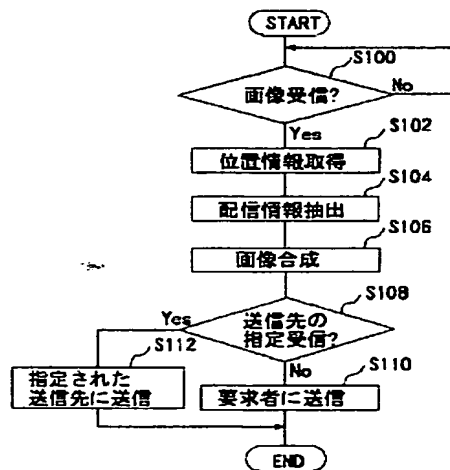 START
S100
画像受信?
No
Yes
S102
位置情報取得
S104
配信情報抽出
S106
画像合成
S108
Yes
送信先の
指定受信?
S112
No
S110
指定された
送信先に送信
要求者に送信
END